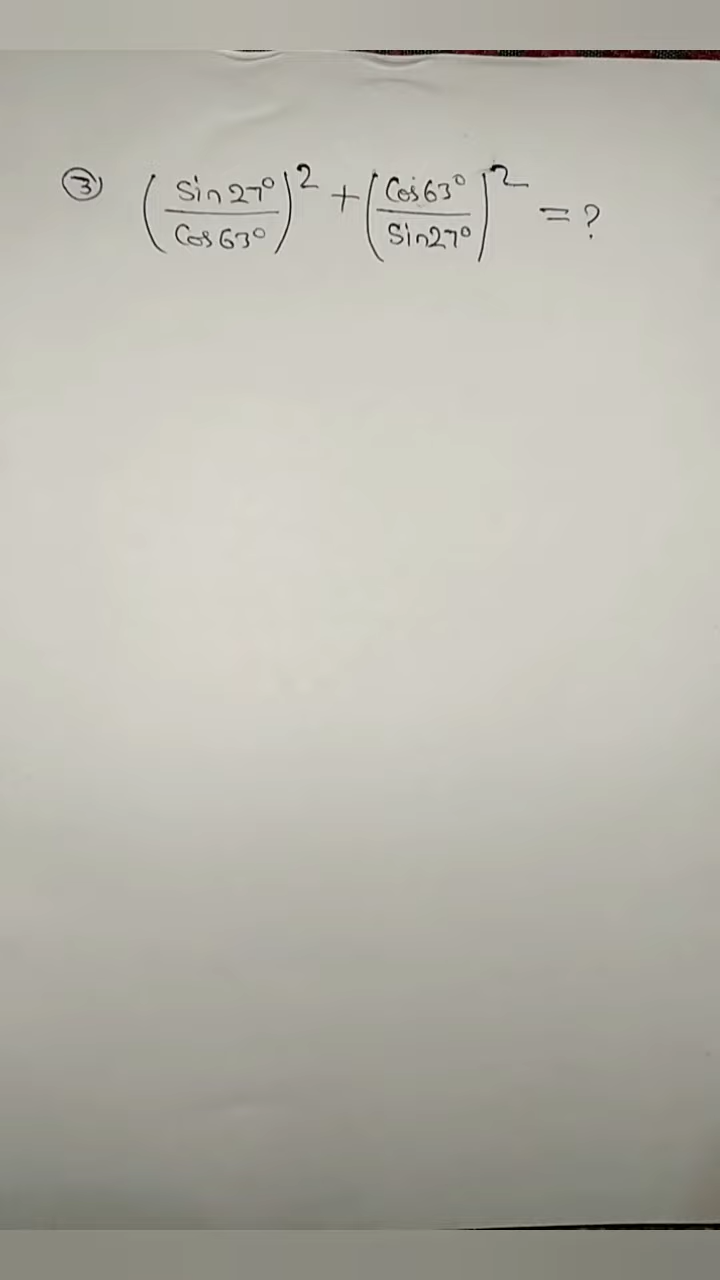 ③ (Sin27°/Cos63°)² + (Cos63°/Sin27°)² = ?